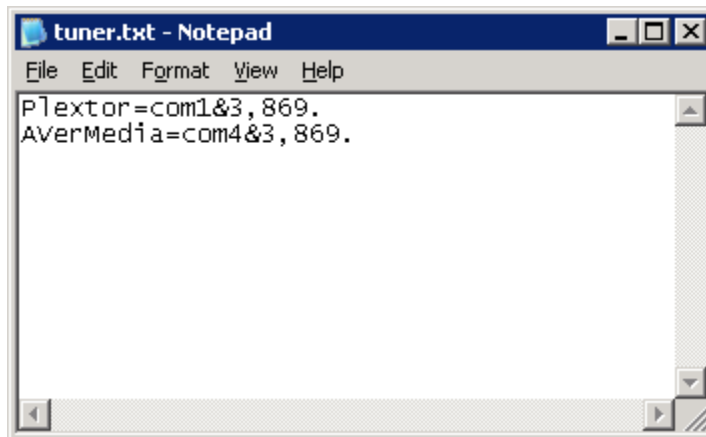 tuner.txt - Notepad
File Edit Format View Help
Plextor=com1&3,869.
AVerMedia=com4&3,869.